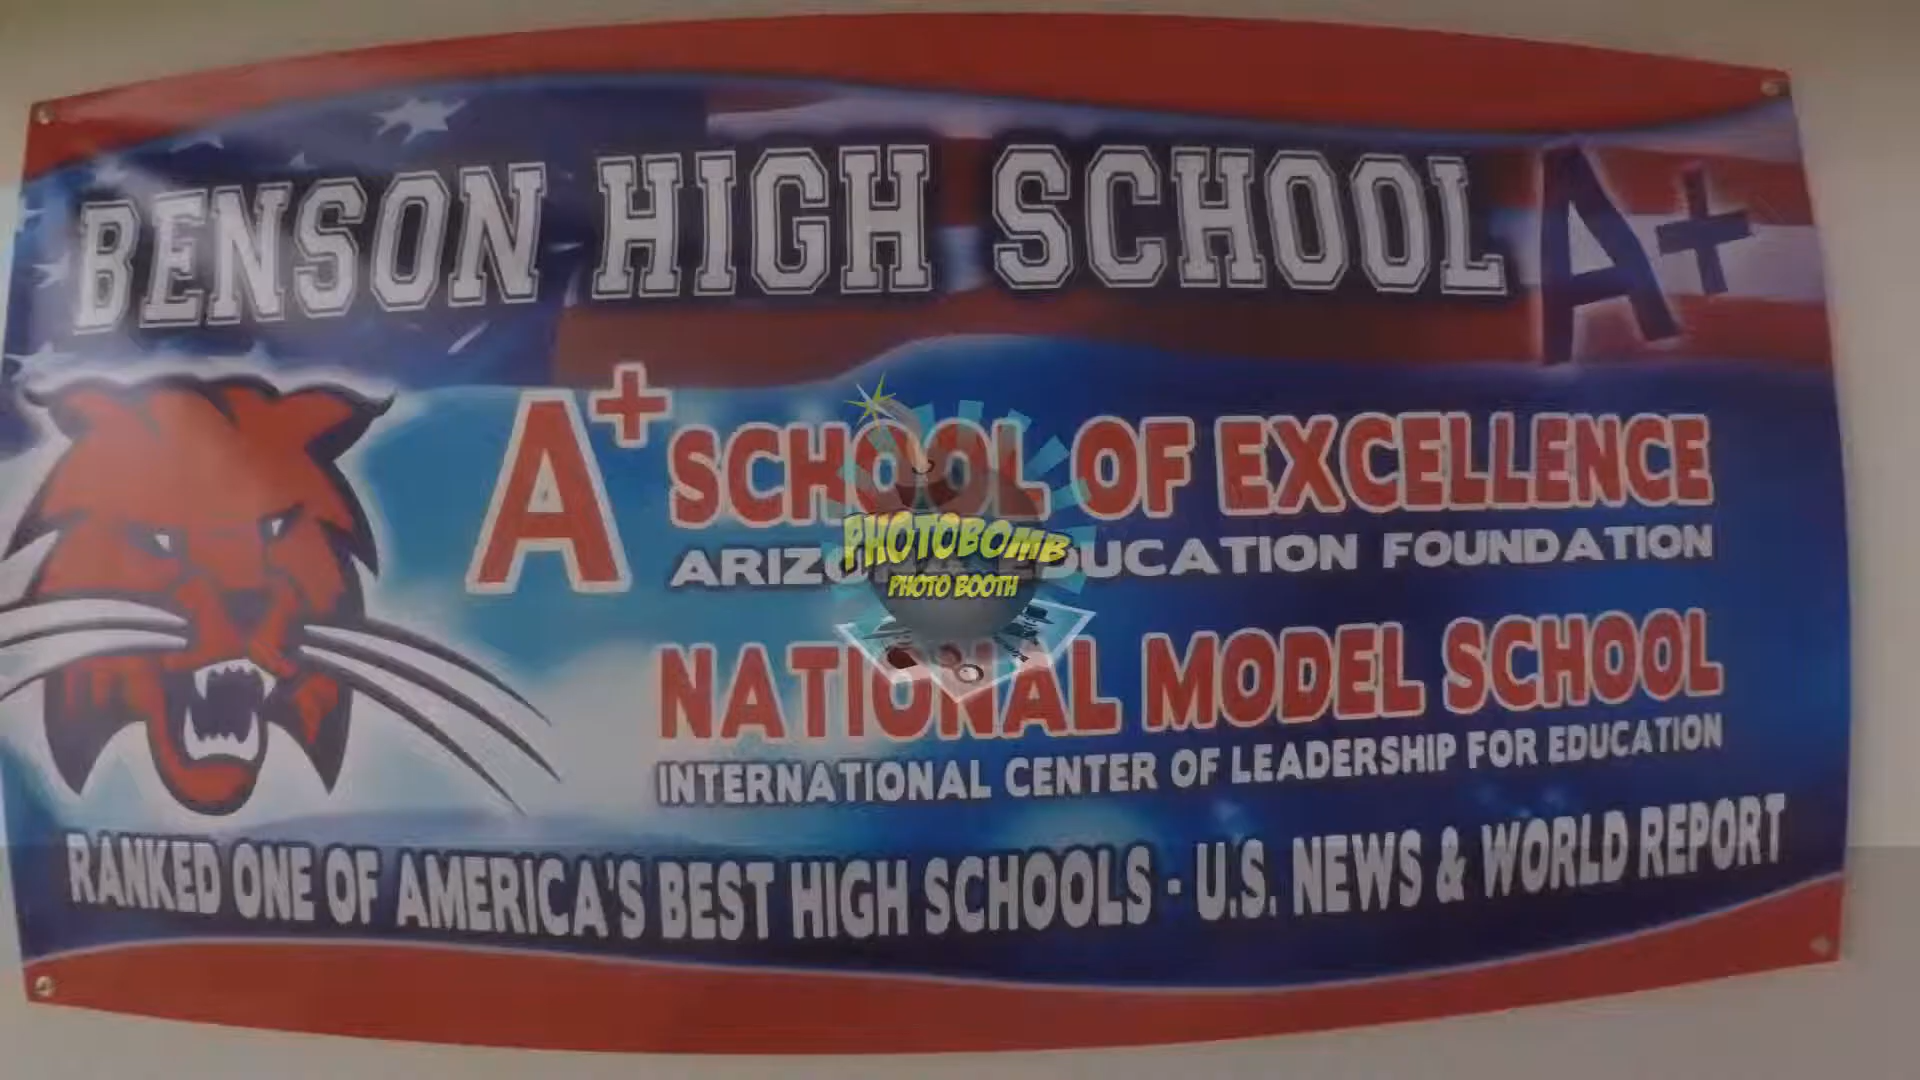 BENSON HIGH SCHOOL A+
A+ SCHOOL OF EXCELLENCE
ARIZONA EDUCATION FOUNDATION
PHOTOBOMB
PHOTO BOOTH
NATIONAL MODEL SCHOOL
INTERNATIONAL CENTER OF LEADERSHIP FOR EDUCATION
RANKED ONE OF AMERICA'S BEST HIGH SCHOOLS - U.S. NEWS & WORLD REPORT